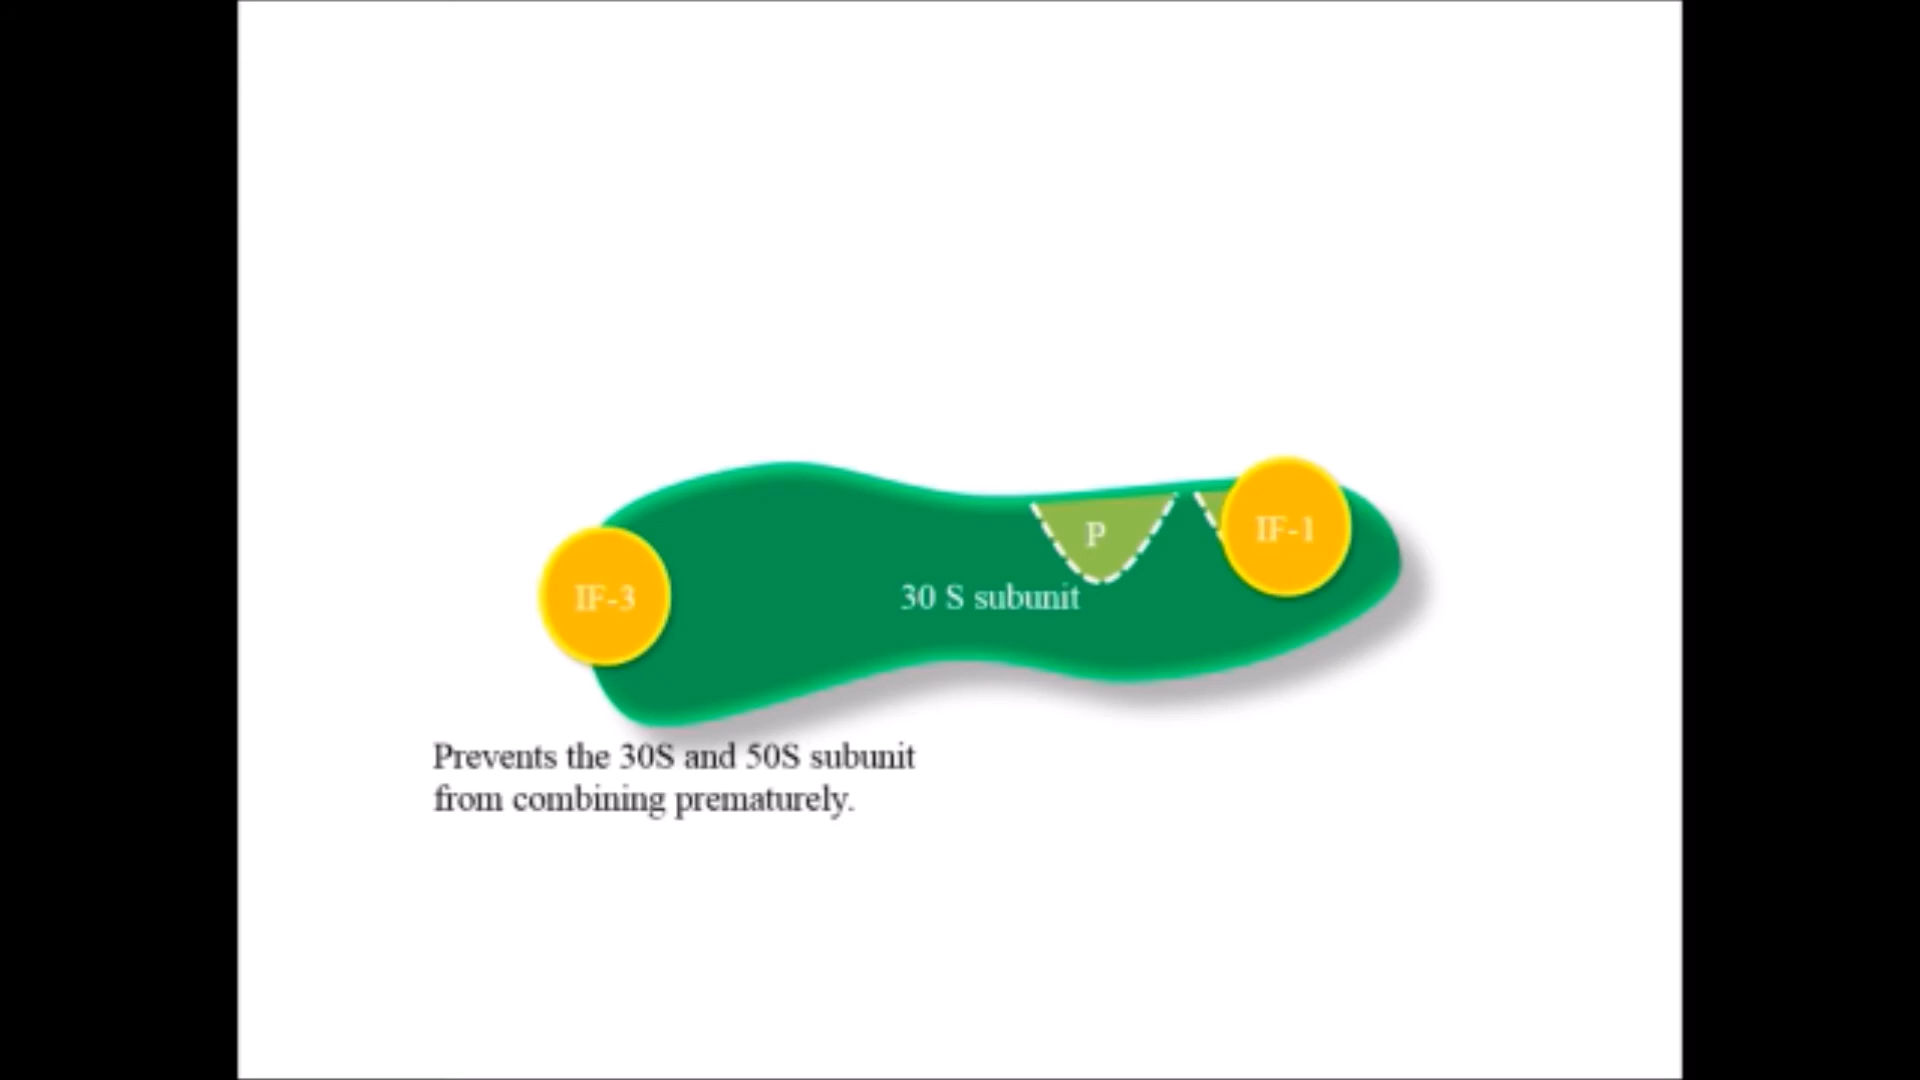 P
IF-1
IF-3
30 S subunit
Prevents the 30S and 50S subunit
from combining prematurely.